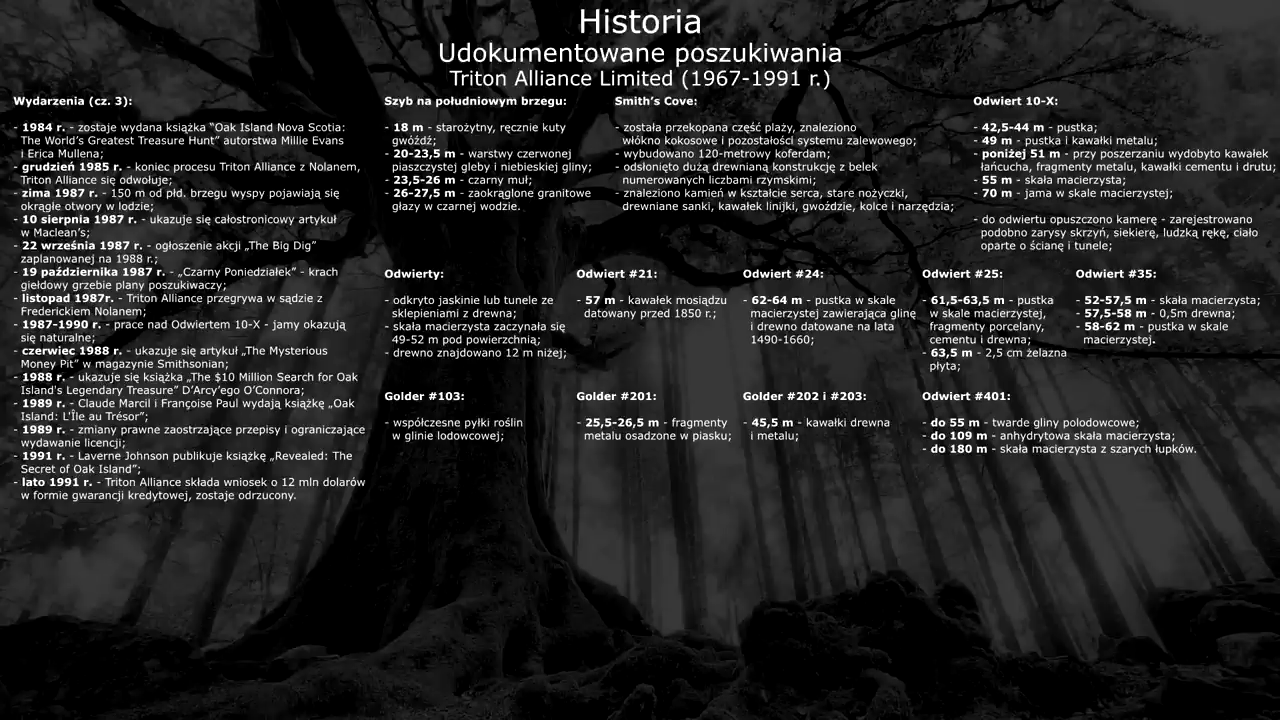 Historia
Udokumentowane poszukiwania
Triton Alliance Limited (1967-1991 r.)
Wydarzenia (cz. 3):
- 1984 r. - zostaje wydana książka “Oak Island Nova Scotia:
The World’s Greatest Treasure Hunt” autorstwa Millie Evans
i Erica Mullena;
- grudzień 1985 r. - koniec procesu Triton Alliance z Nolanem,
Triton Alliance się odwołuje;
- zima 1987 r. - 150 m od płd. brzegu wyspy pojawiają się
okrągłe otwory w lodzie;
- 10 sierpnia 1987 r. - ukazuje się całostronicowy artykuł
w Maclean’s;
- 22 września 1987 r. - ogłoszenie akcji „The Big Dig”
zaplanowanej na 1988 r.;
- 19 października 1987 r. - „Czarny Poniedziałek” - krach
giełdowy grzebie plany poszukiwaczy;
- listopad 1987r. - Triton Alliance przegrywa w sądzie z
Frederickiem Nolanem;
- 1987-1990 r. - prace nad Odwiertem 10-X - jamy okazują
się naturalne;
- czerwiec 1988 r. - ukazuje się artykuł „The Mysterious
Money Pit” w magazynie Smithsonian;
- 1988 r. - ukazuje się książka „The $10 Million Search for Oak
Island's Legendary Treasure” D’Arcy’ego O’Connora;
- 1989 r. - Claude Marcil i Françoise Paul wydają książkę „Oak
Island: L'Île au Trésor”;
- 1989 r. - zmiany prawne zaostrzające przepisy i ograniczające
wydawanie licencji;
- 1991 r. - Laverne Johnson publikuje książkę „Revealed: The
Secret of Oak Island”;
- lato 1991 r. - Triton Alliance składa wniosek o 12 mln dolarów
w formie gwarancji kredytowej, zostaje odrzucony.
Szyb na południowym brzegu:
- 18 m - starożytny, ręcznie kuty
gwóźdź;
- 20-23,5 m - warstwy czerwonej
piaszczystej gleby i niebieskiej gliny;
- 23,5-26 m - czarny muł;
- 26-27,5 m - zaokrąglone granitowe
głazy w czarnej wodzie.
Smith’s Cove:
- została przekopana część plaży, znaleziono
włókno kokosowe i pozostałości systemu zalewowego;
- wybudowano 120-metrowy koferdam;
- odsłonięto dużą drewnianą konstrukcję z belek
numerowanych liczbami rzymskimi;
- znaleziono kamień w kształcie serca, stare nożyczki,
drewniane sanki, kawałek linijki, gwoździe, kolce i narzędzia;
Odwiert 10-X:
- 42,5-44 m - pustka;
- 49 m - pustka i kawałki metalu;
- poniżej 51 m - przy poszerzaniu wydobyto kawałek
łańcucha, fragmenty metalu, kawałki cementu i drutu;
- 55 m - skała macierzysta;
- 70 m - jama w skale macierzystej;
- do odwiertu opuszczono kamerę - zarejestrowano
podobno zarysy skrzyń, siekierę, ludzką rękę, ciało
oparte o ścianę i tunele;
Odwierty:
- odkryto jaskinie lub tunele ze
sklepieniami z drewna;
- skała macierzysta zaczynała się
49-52 m pod powierzchnią;
- drewno znajdowano 12 m niżej;
Odwiert #21:
- 57 m - kawałek mosiądzu
datowany przed 1850 r.;
Odwiert #24:
- 62-64 m - pustka w skale
macierzystej zawierająca glinę
i drewno datowane na lata
1490-1660;
Odwiert #25:
- 61,5-63,5 m - pustka
w skale macierzystej,
fragmenty porcelany,
cementu i drewna;
- 63,5 m - 2,5 cm żelazna
płyta;
Odwiert #35:
- 52-57,5 m - skała macierzysta;
- 57,5-58 m - 0,5m drewna;
- 58-62 m - pustka w skale
macierzystej.
Golder #103:
- współczesne pyłki roślin
w glinie lodowcowej;
Golder #201:
- 25,5-26,5 m - fragmenty
metalu osadzone w piasku;
Golder #202 i #203:
- 45,5 m - kawałki drewna
i metalu;
Odwiert #401:
- do 55 m - twarde gliny polodowcowe;
- do 109 m - anhydrytowa skała macierzysta;
- do 180 m - skała macierzysta z szarych łupków.